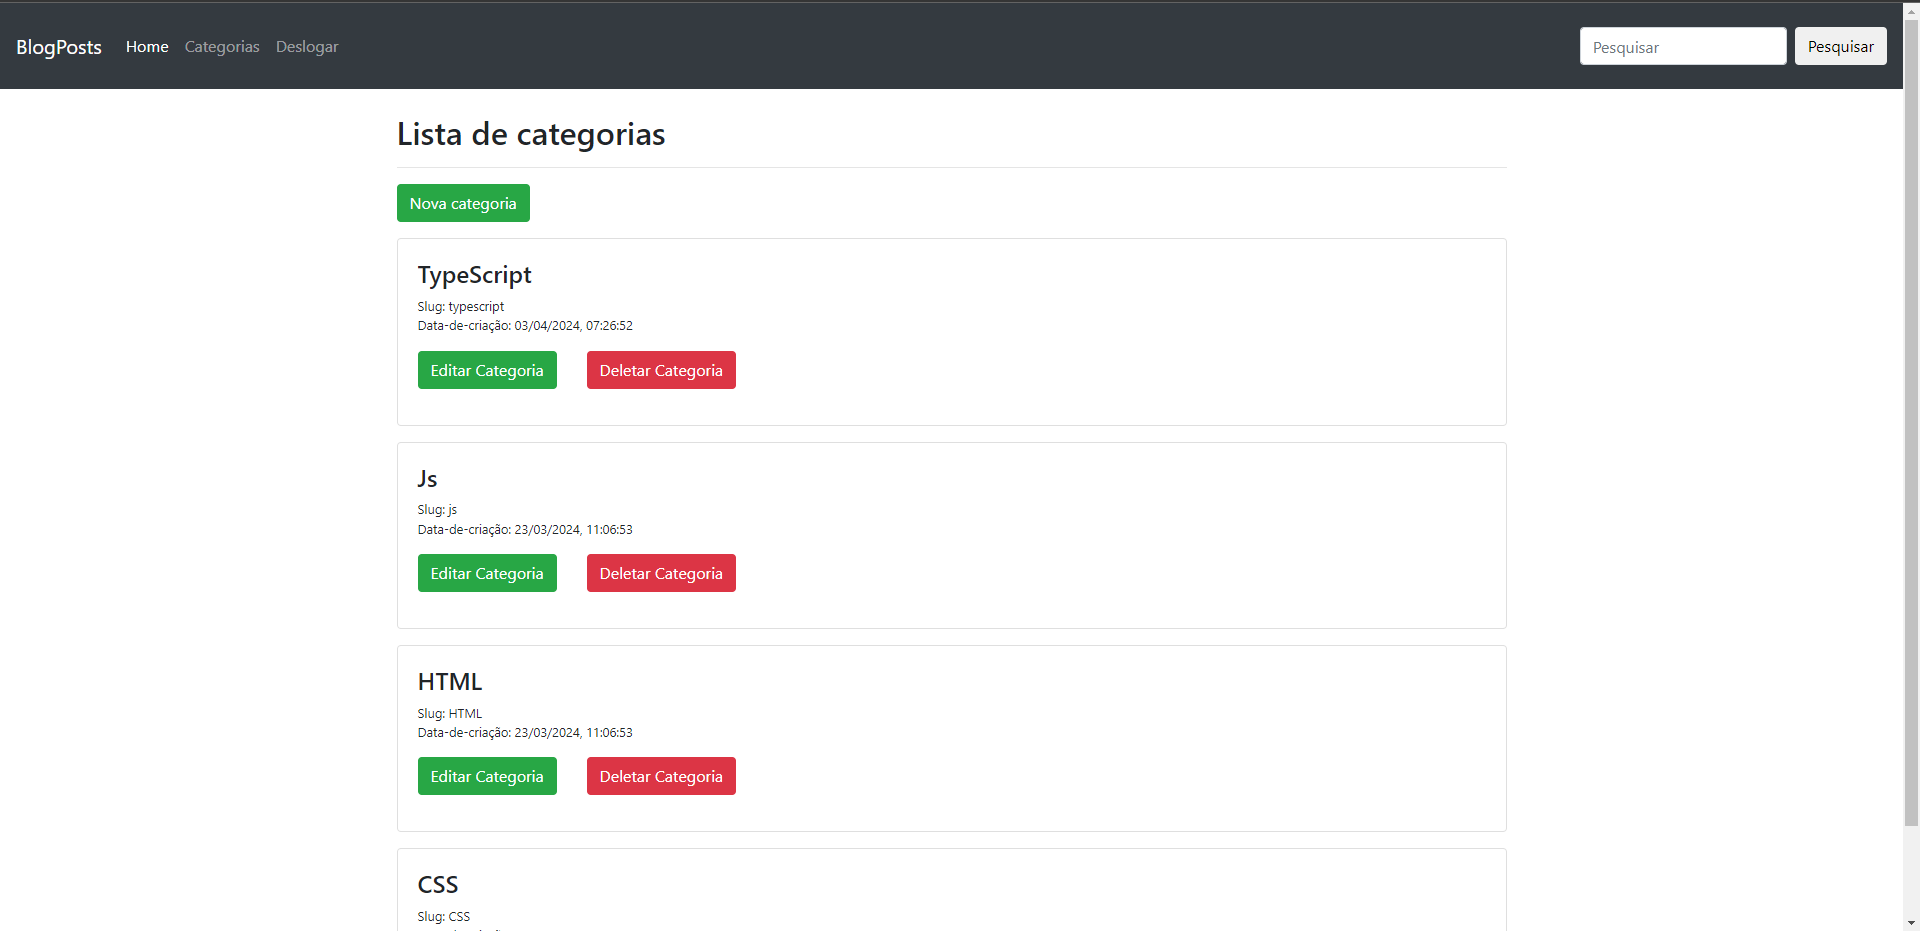 BlogPosts Home Categorias Deslogar Pesquisar Pesquisar
Lista de categorias
Nova categoria
TypeScript
Slug: typescript
Data-de-criação: 03/04/2024, 07:26:52
Editar Categoria Deletar Categoria
Js
Slug: js
Data-de-criação: 23/03/2024, 11:06:53
Editar Categoria Deletar Categoria
HTML
Slug: HTML
Data-de-criação: 23/03/2024, 11:06:53
Editar Categoria Deletar Categoria
CSS
Slug: CSS